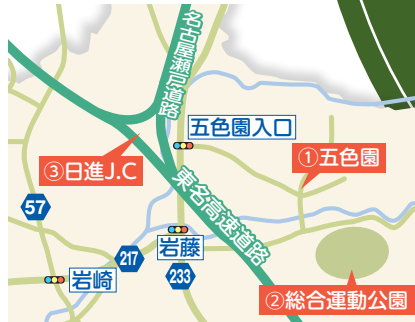 名古屋瀬戸道路
五色園入口
①五色園
③日進J.C
東名高速道路
57
岩藤
217
233
岩崎
②総合運動公園